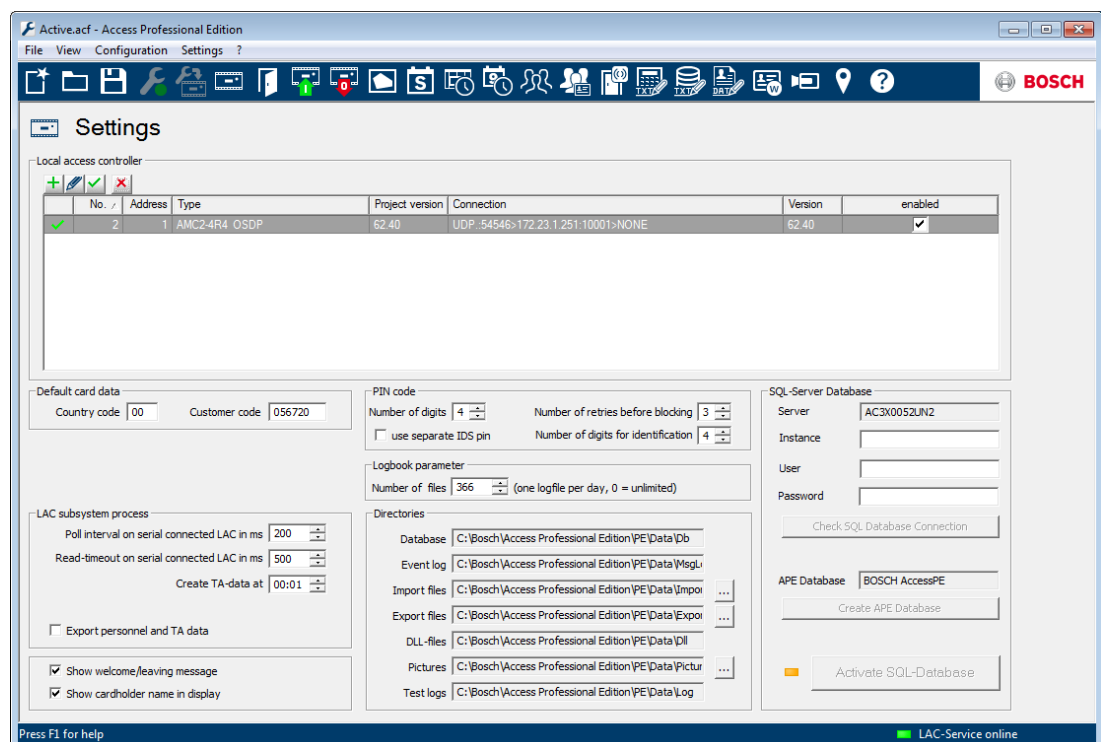 Active.acf - Access Professional Edition
File View Configuration Settings ?
BOSCH
Settings
Local access controller
No. Address Type Project version Connection Version enabled
2 1 AMC2-4R4 OSDP 62.40 UDP.:54546>172.23.1.251:10001>NONE 62.40
Default card data
Country code 00 Customer code 056720
PIN code
Number of digits 4 Number of retries before blocking 3
use separate IDS pin Number of digits for identification 4
Logbook parameter
Number of files 366 (one logfile per day, 0 = unlimited)
SQL-Server Database
Server AC3X0052UN2
Instance
User
Password
Check SQL Database Connection
APE Database BOSCH AccessPE
Create APE Database
Activate SQL-Database
LAC subsystem process
Poll interval on serial connected LAC in ms 200
Read-timeout on serial connected LAC in ms 500
Create TA-data at 00:01
Export personnel and TA data
Show welcome/leaving message
Show cardholder name in display
Directories
Database C:\Bosch\Access Professional Edition\PE\Data\Db
Event log C:\Bosch\Access Professional Edition\PE\Data\MsgL
Import files C:\Bosch\Access Professional Edition\PE\Data\Impor ...
Export files C:\Bosch\Access Professional Edition\PE\Data\Expor ...
DLL-files C:\Bosch\Access Professional Edition\PE\Data\Dll
Pictures C:\Bosch\Access Professional Edition\PE\Data\Pictur ...
Test logs C:\Bosch\Access Professional Edition\PE\Data\Log
Press F1 for help LAC-Service online